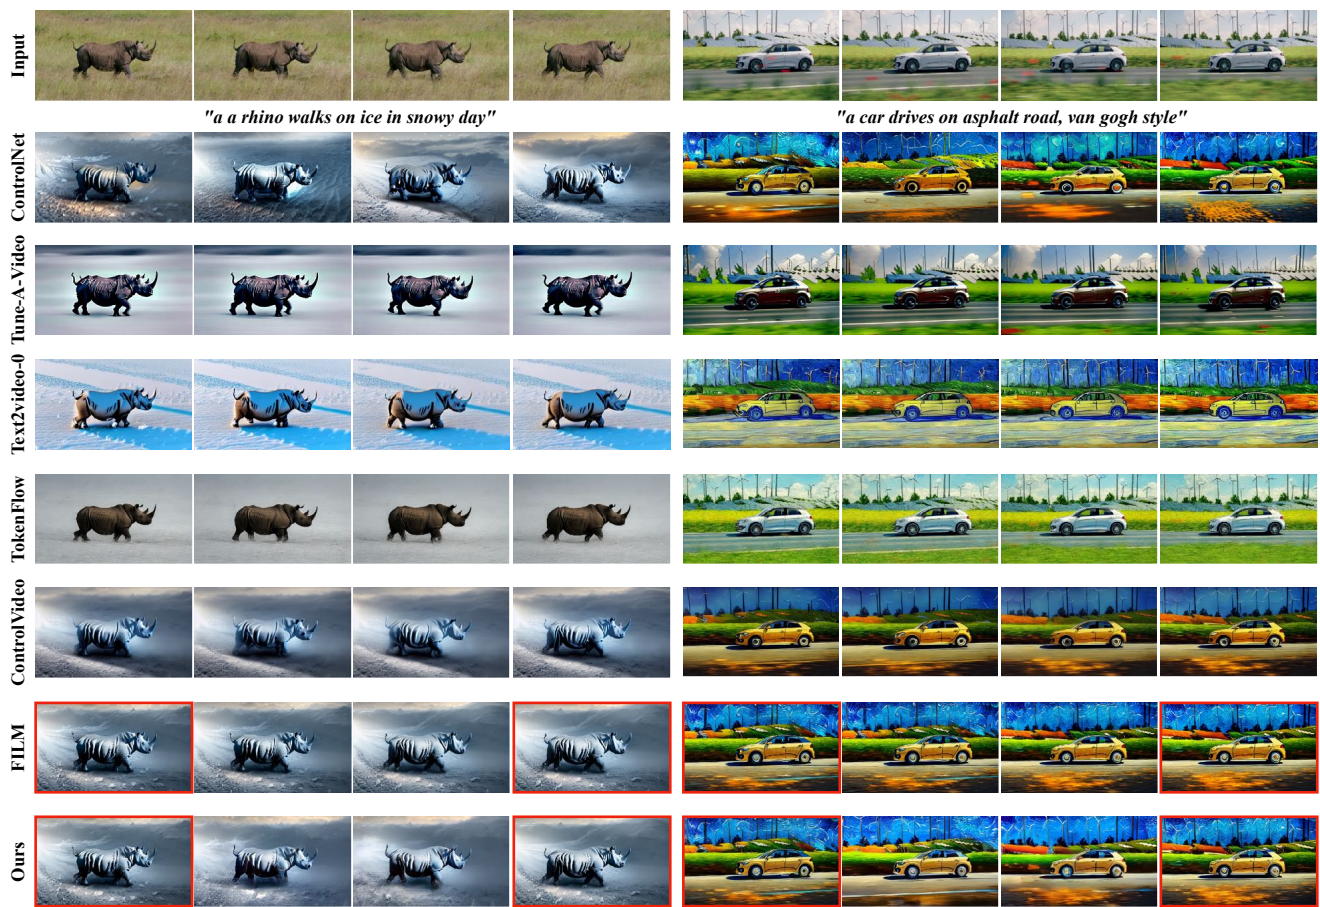 Input
"a a rhino walks on ice in snowy day"
"a car drives on asphalt road, van gogh style"
ControlNet
Tune-A-Video
Text2video-0
TokenFlow
ControlVideo
FILM
Ours